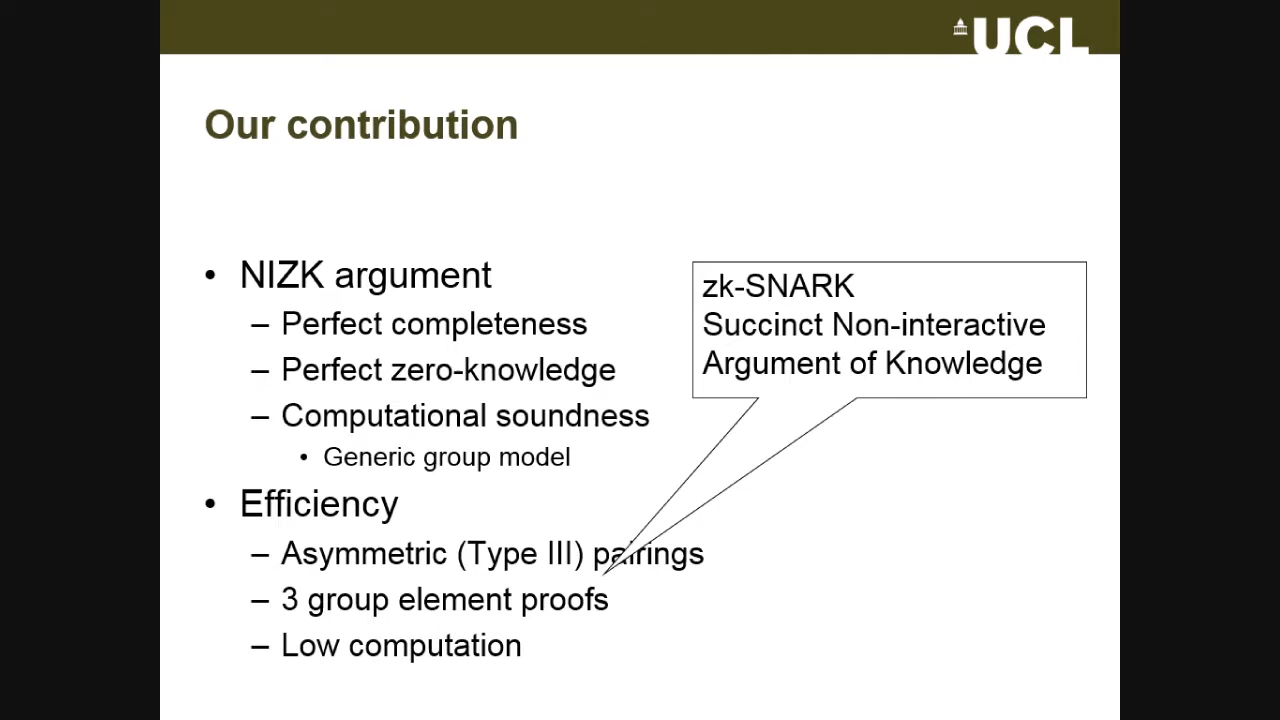 UCL
Our contribution
• NIZK argument
– Perfect completeness
– Perfect zero-knowledge
– Computational soundness
• Generic group model
• Efficiency
– Asymmetric (Type III) pairings
– 3 group element proofs
– Low computation
zk-SNARK
Succinct Non-interactive
Argument of Knowledge